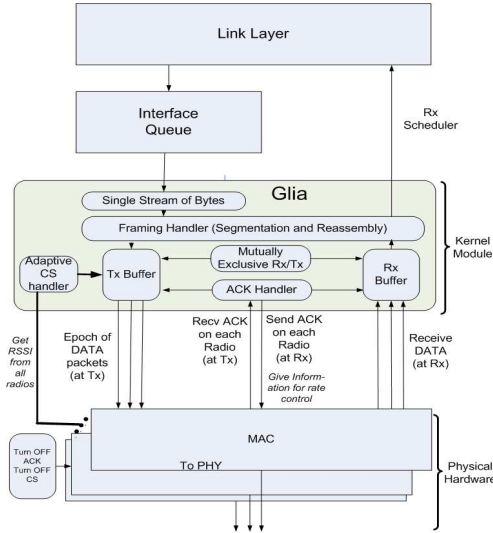 Link Layer
Interface
Queue
Rx
Scheduler
Glia
Single Stream of Bytes
Framing Handler (Segmentation and Reassembly)
Adaptive
CS
handler
Tx Buffer
Mutually
Exclusive Rx/Tx
Rx
Buffer
ACK Handler
Kernel
Module
Get
RSSI
from
all
radios
Epoch of
DATA
packets
(at Tx)
Recv ACK
on each
Radio
(at Tx)
Send ACK
on each
Radio
(at Rx)
Give Inform-
ation for rate
control
Receive
DATA
(at Rx)
MAC
Turn OFF
ACK
Turn OFF
CS
To PHY
Physical
Hardware